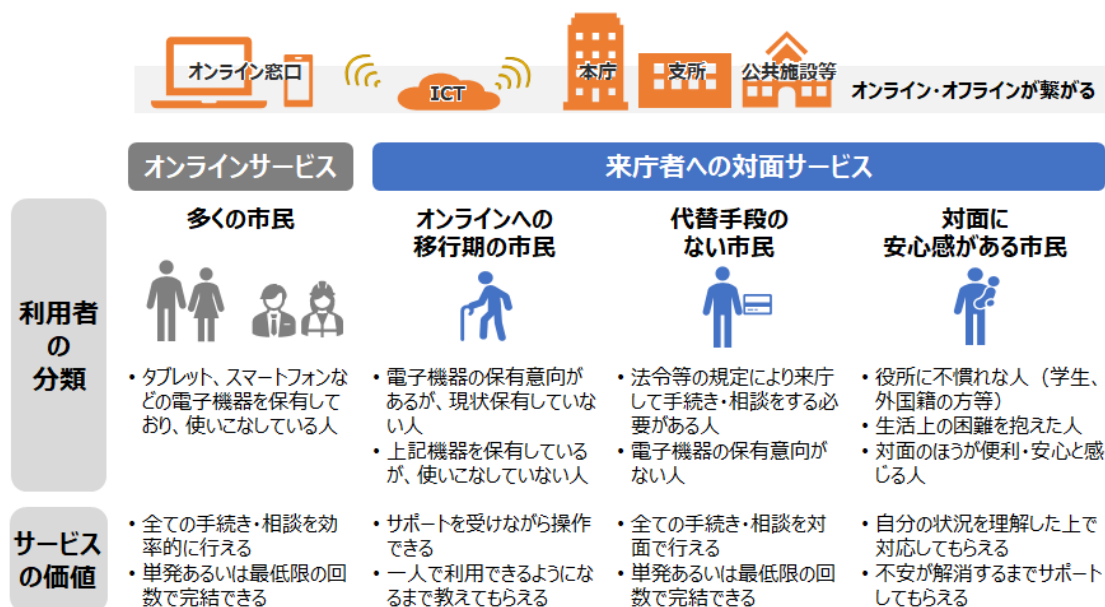 オンライン窓口
ICT
本庁
支所
公共施設等
オンライン・オフラインが繋がる
オンラインサービス
来庁者への対面サービス
利用者
の
分類
多くの市民
・タブレット、スマートフォンな
どの電子機器を保有して
おり、使いこなしている人
オンラインへの
移行期の市民
・電子機器の保有意向が
あるが、現状保有していな
い人
・上記機器を保有している
が、使いこなしていない人
代替手段の
ない市民
・法令等の規定により来庁
して手続き・相談をする必
要がある人
・電子機器の保有意向が
ない人
対面に
安心感がある市民
・役所に不慣れな人（学生、
外国籍の方等）
・生活上の困難を抱えた人
・対面のほうが便利・安心と感
じる人
サービス
の価値
・全ての手続き・相談を効
率的に行える
・単発あるいは最低限の回
数で完結できる
・サポートを受けながら操作
できる
・一人で利用できるようにな
るまで教えてもらえる
・全ての手続き・相談を対
面で行える
・単発あるいは最低限の回
数で完結できる
・自分の状況を理解した上で
対応してもらえる
・不安が解消するまでサポート
してもらえる